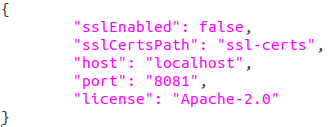 {
"sslEnabled": false,
"sslCertsPath": "ssl-certs",
"host": "localhost",
"port": "8081",
"license": "Apache-2.0"
}